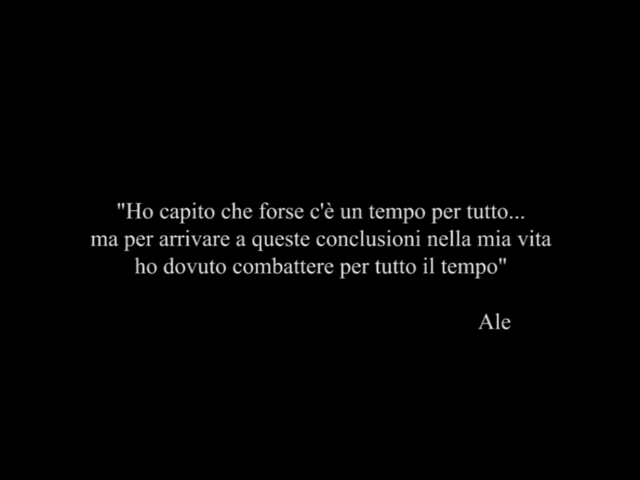 "Ho capito che forse c'è un tempo per tutto...
ma per arrivare a queste conclusioni nella mia vita
ho dovuto combattere per tutto il tempo"
Ale